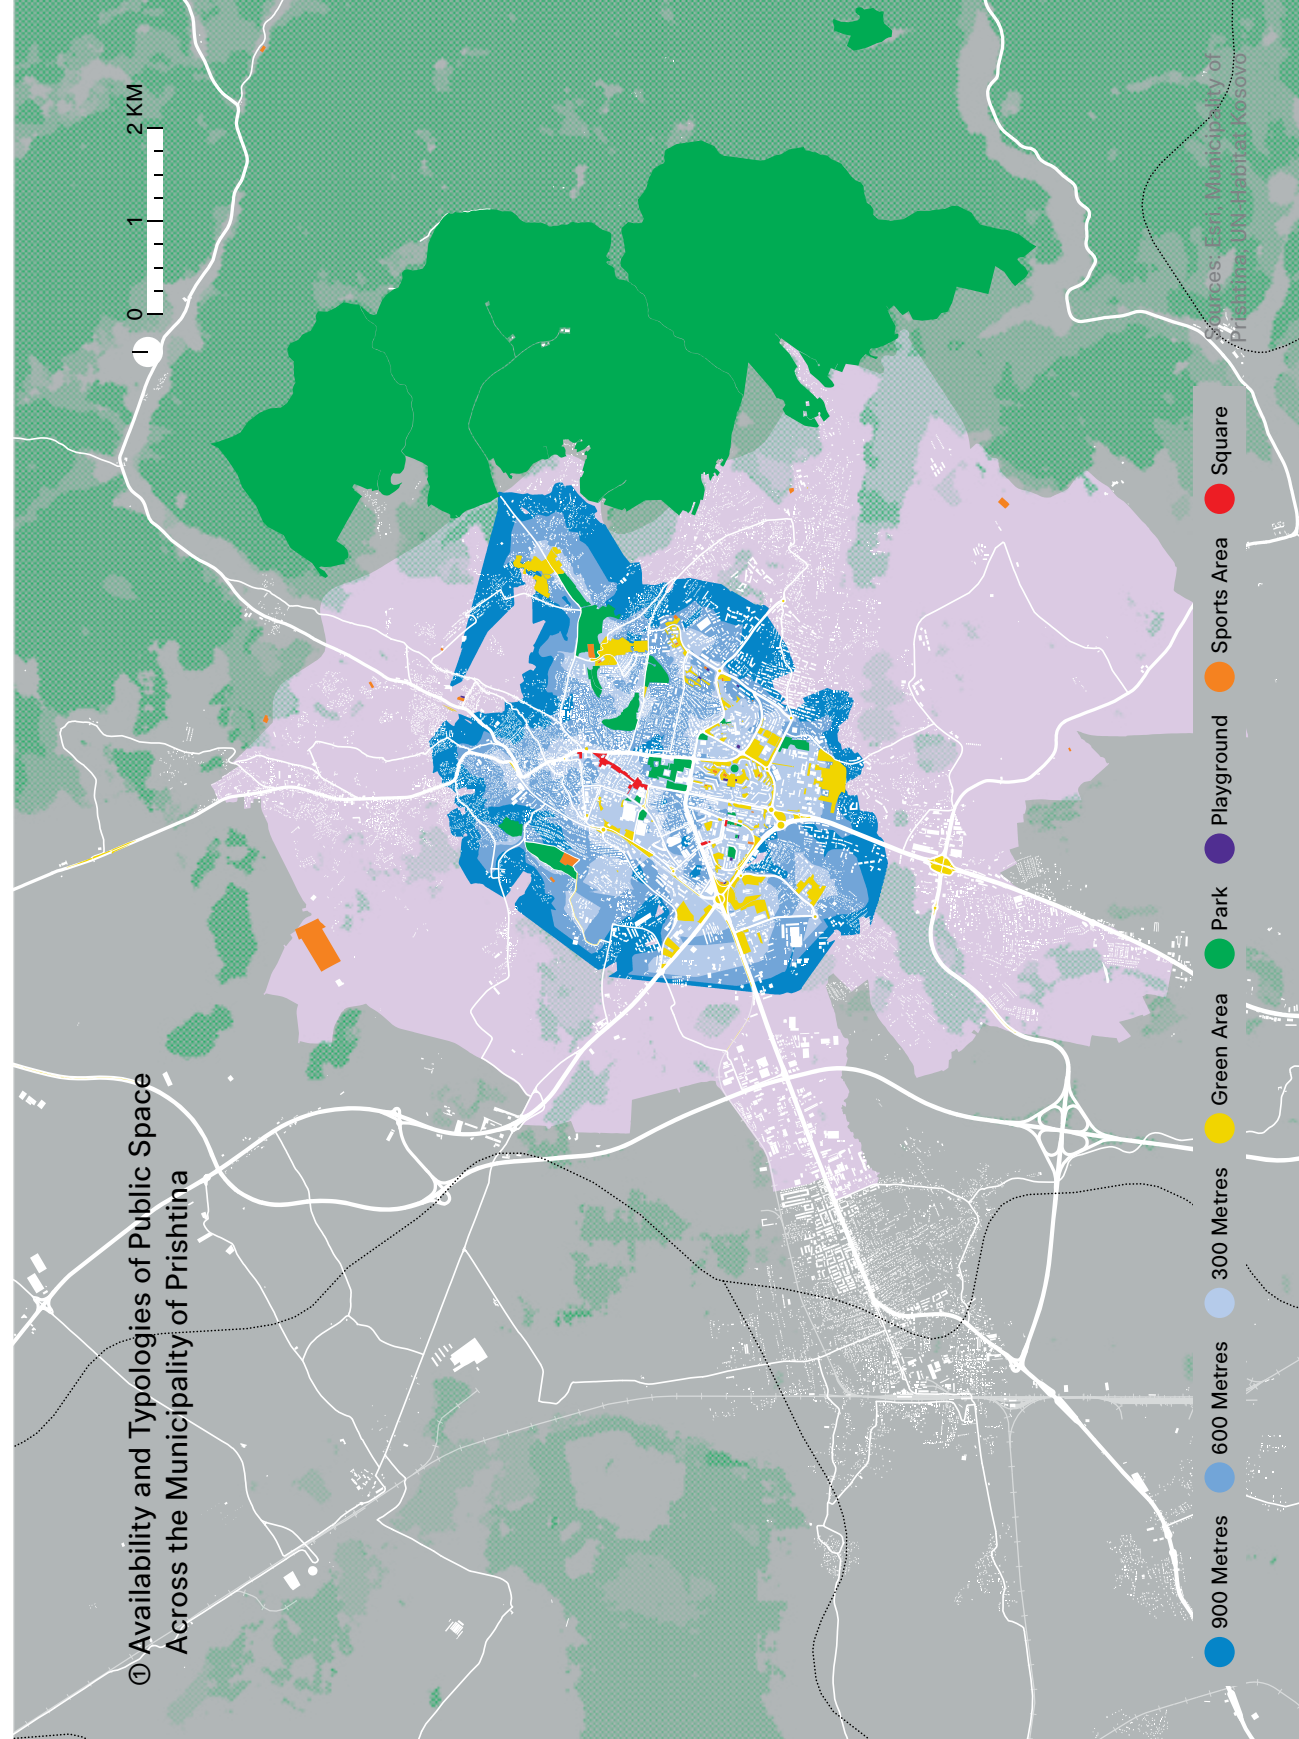 ① Availability and Typologies of Public Space
Across the Municipality of Prishtina
0 1 2 KM
900 Metres
600 Metres
300 Metres
Green Area
Park
Playground
Sports Area
Square
Sources: Esri. Municipality of
Prishtina, UN-Habitat Kosovo